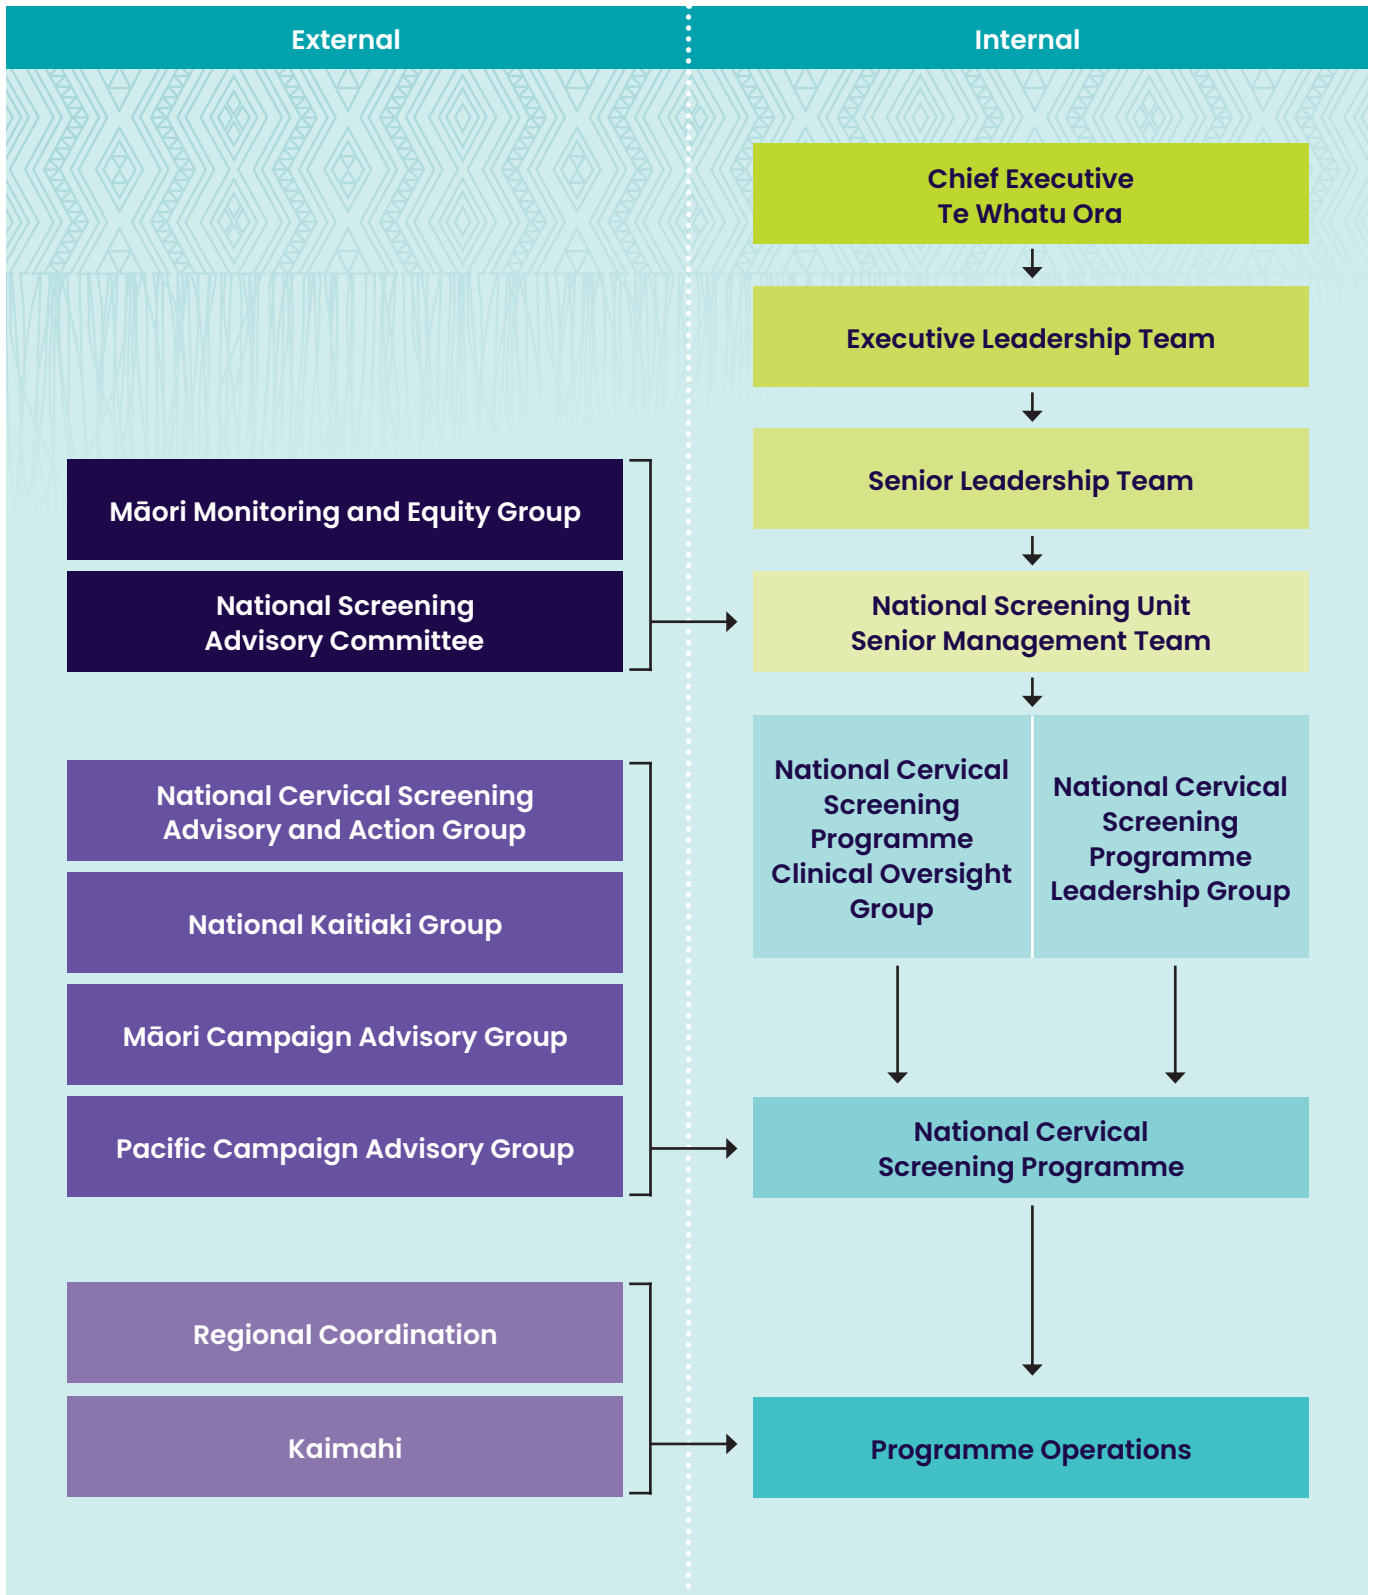 External
Internal
Chief Executive
Te Whatu Ora
Executive Leadership Team
Senior Leadership Team
Māori Monitoring and Equity Group
National Screening
Advisory Committee
National Screening Unit
Senior Management Team
National Cervical
Screening
Programme
Clinical Oversight
Group
National Cervical
Screening
Programme
Leadership Group
National Cervical Screening
Advisory and Action Group
National Kaitiaki Group
Māori Campaign Advisory Group
Pacific Campaign Advisory Group
National Cervical
Screening Programme
Regional Coordination
Kaimahi
Programme Operations